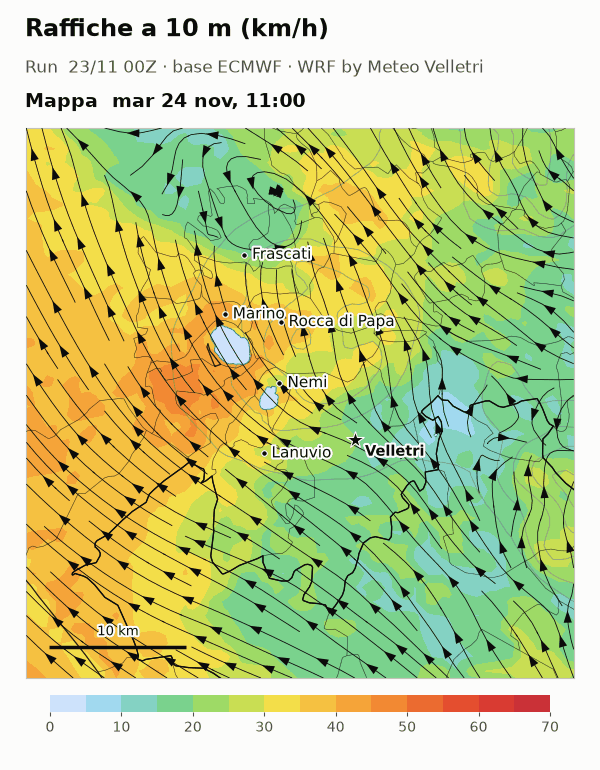 Raffiche a 10 m (km/h)
Run  23/11 00Z · base ECMWF · WRF by Meteo Velletri
Mappa  mar 24 nov, 11:00
Frascati
Marino
Rocca di Papa
Nemi
Velletri
Lanuvio
10 km
0 10 20 30 40 50 60 70